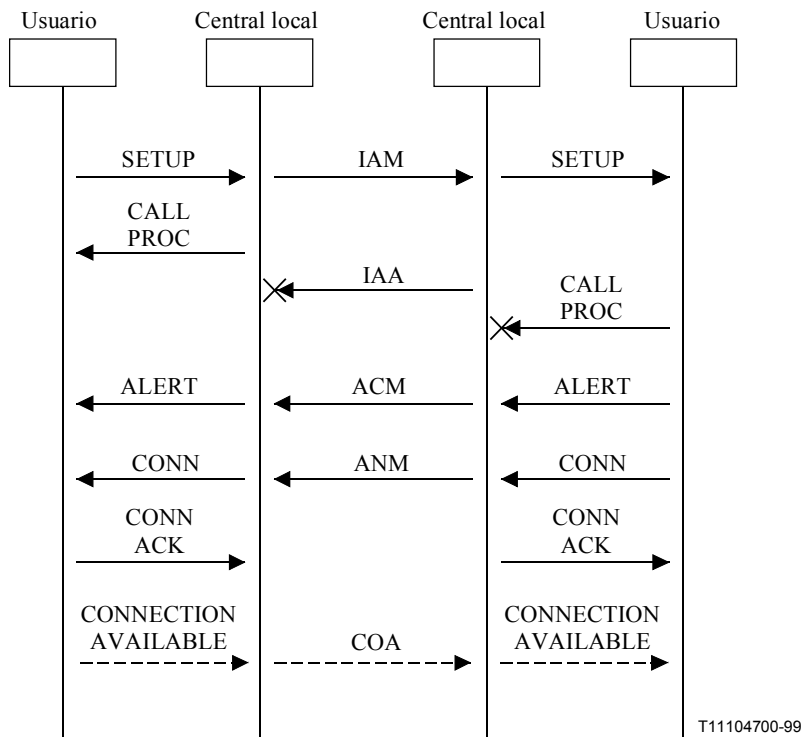 Usuario Central local Central local Usuario
SETUP IAM SETUP
CALL
PROC
IAA
CALL
PROC
ALERT ACM ALERT
CONN ANM CONN
CONN
ACK
CONN
ACK
CONNECTION
AVAILABLE
COA
CONNECTION
AVAILABLE
T11104700-99